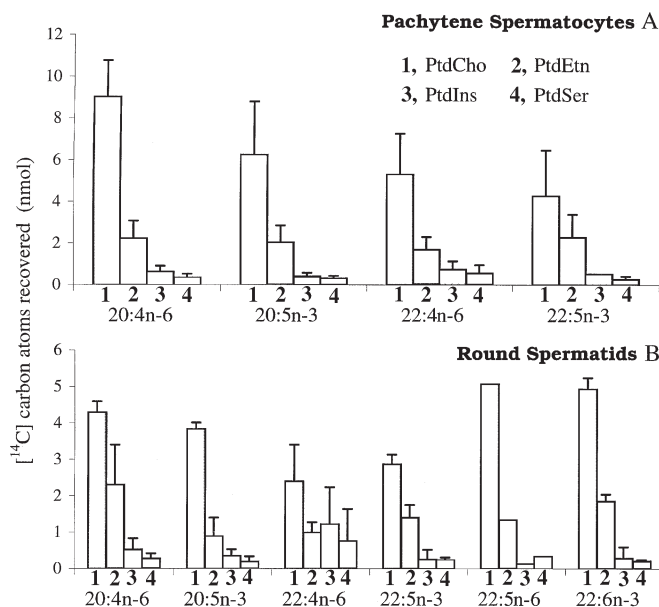 Pachytene Spermatocytes A
1, PtdCho 2, PtdEtn
3, PtdIns 4, PtdSer
12
10
8
6
4
2
0
1 2 3 4 1 2 3 4 1 2 3 4 1 2 3 4
20:4n-6 20:5n-3 22:4n-6 22:5n-3
[14C] carbon atoms recovered (nmol)
Round Spermatids B
6
5
4
3
2
1
0
1 2 3 4 1 2 3 4 1 2 3 4 1 2 3 4 1 2 3 4 1 2 3 4
20:4n-6 20:5n-3 22:4n-6 22:5n-3 22:5n-6 22:6n-3